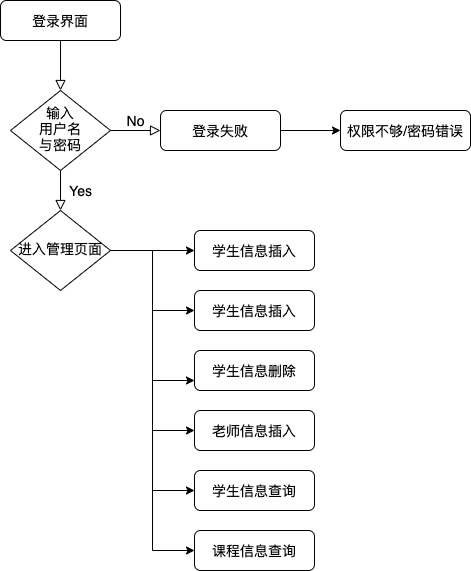 登录界面
输入
用户名
与密码
No
登录失败
权限不够/密码错误
Yes
进入管理页面
学生信息插入
学生信息插入
学生信息删除
老师信息插入
学生信息查询
课程信息查询